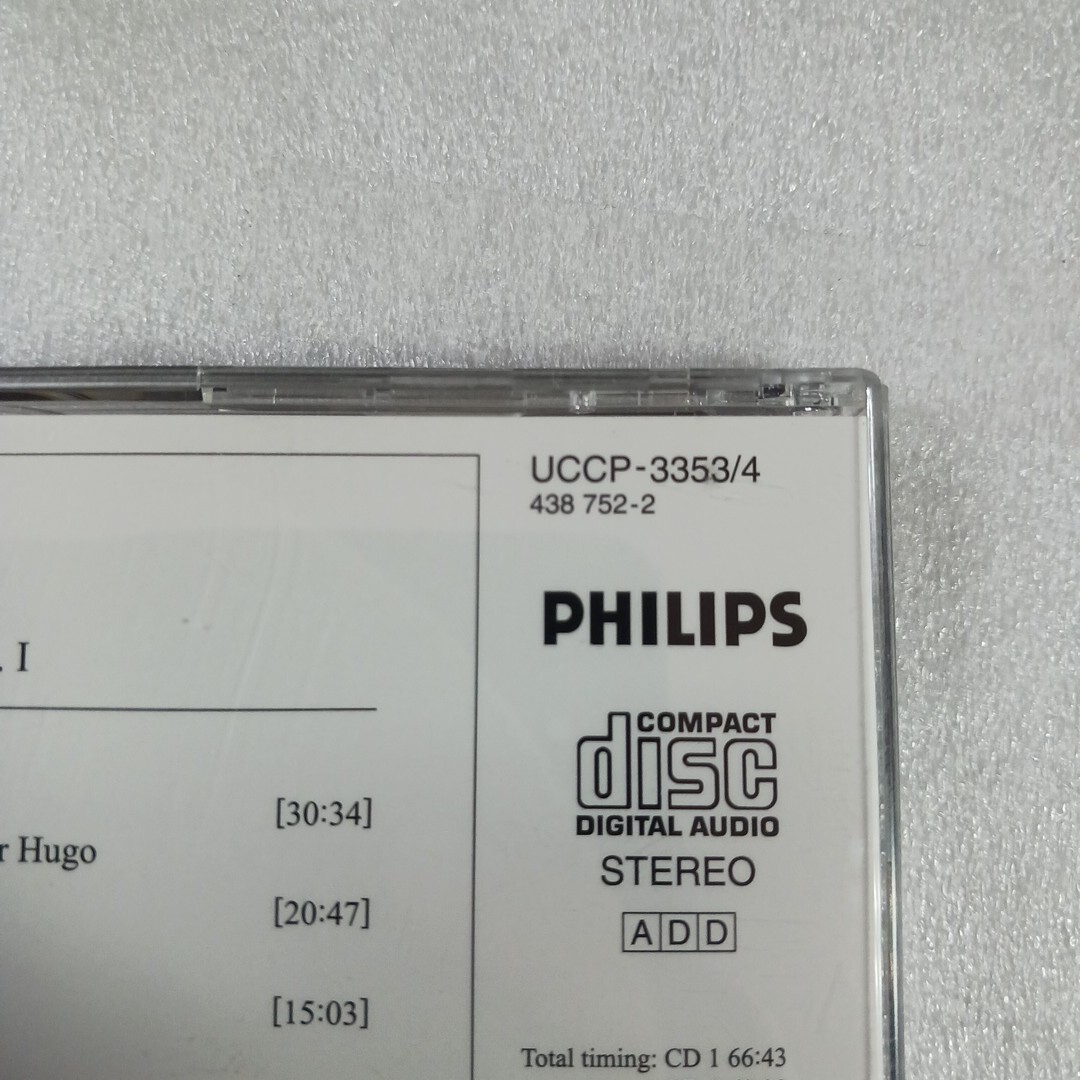 UCCP-3353/4
438 752-2
PHILIPS
. I
COMPACT
disc
DIGITAL AUDIO
[30:34]
r Hugo
STEREO
[20:47]
ADD
[15:03]
Total timing: CD 1 66:43